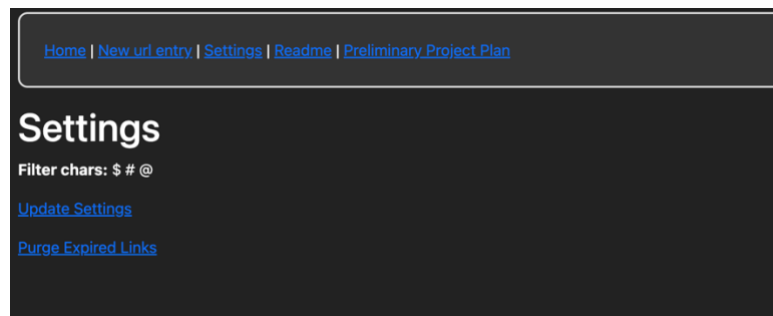 Home | New url entry | Settings | Readme | Preliminary Project Plan
Settings
Filter chars: $ # @
Update Settings
Purge Expired Links